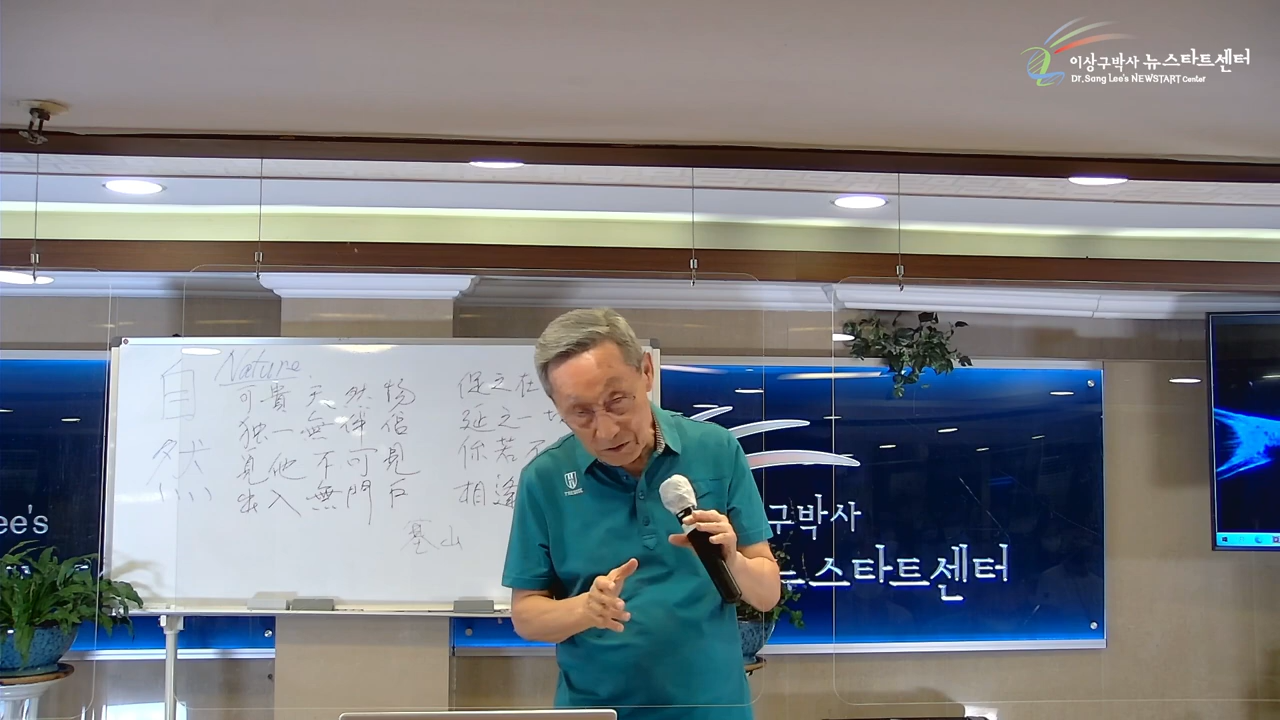 이상구박사 뉴스타트센터
Dr. Sang Lee's NEWSTART Center
自然
Nature
可貴天然物 促之在
独一無伴侶 延之一
覓他不可見 你若不
出入無門戶 相逢
寒山
ee's
구박사
뉴스타트센터